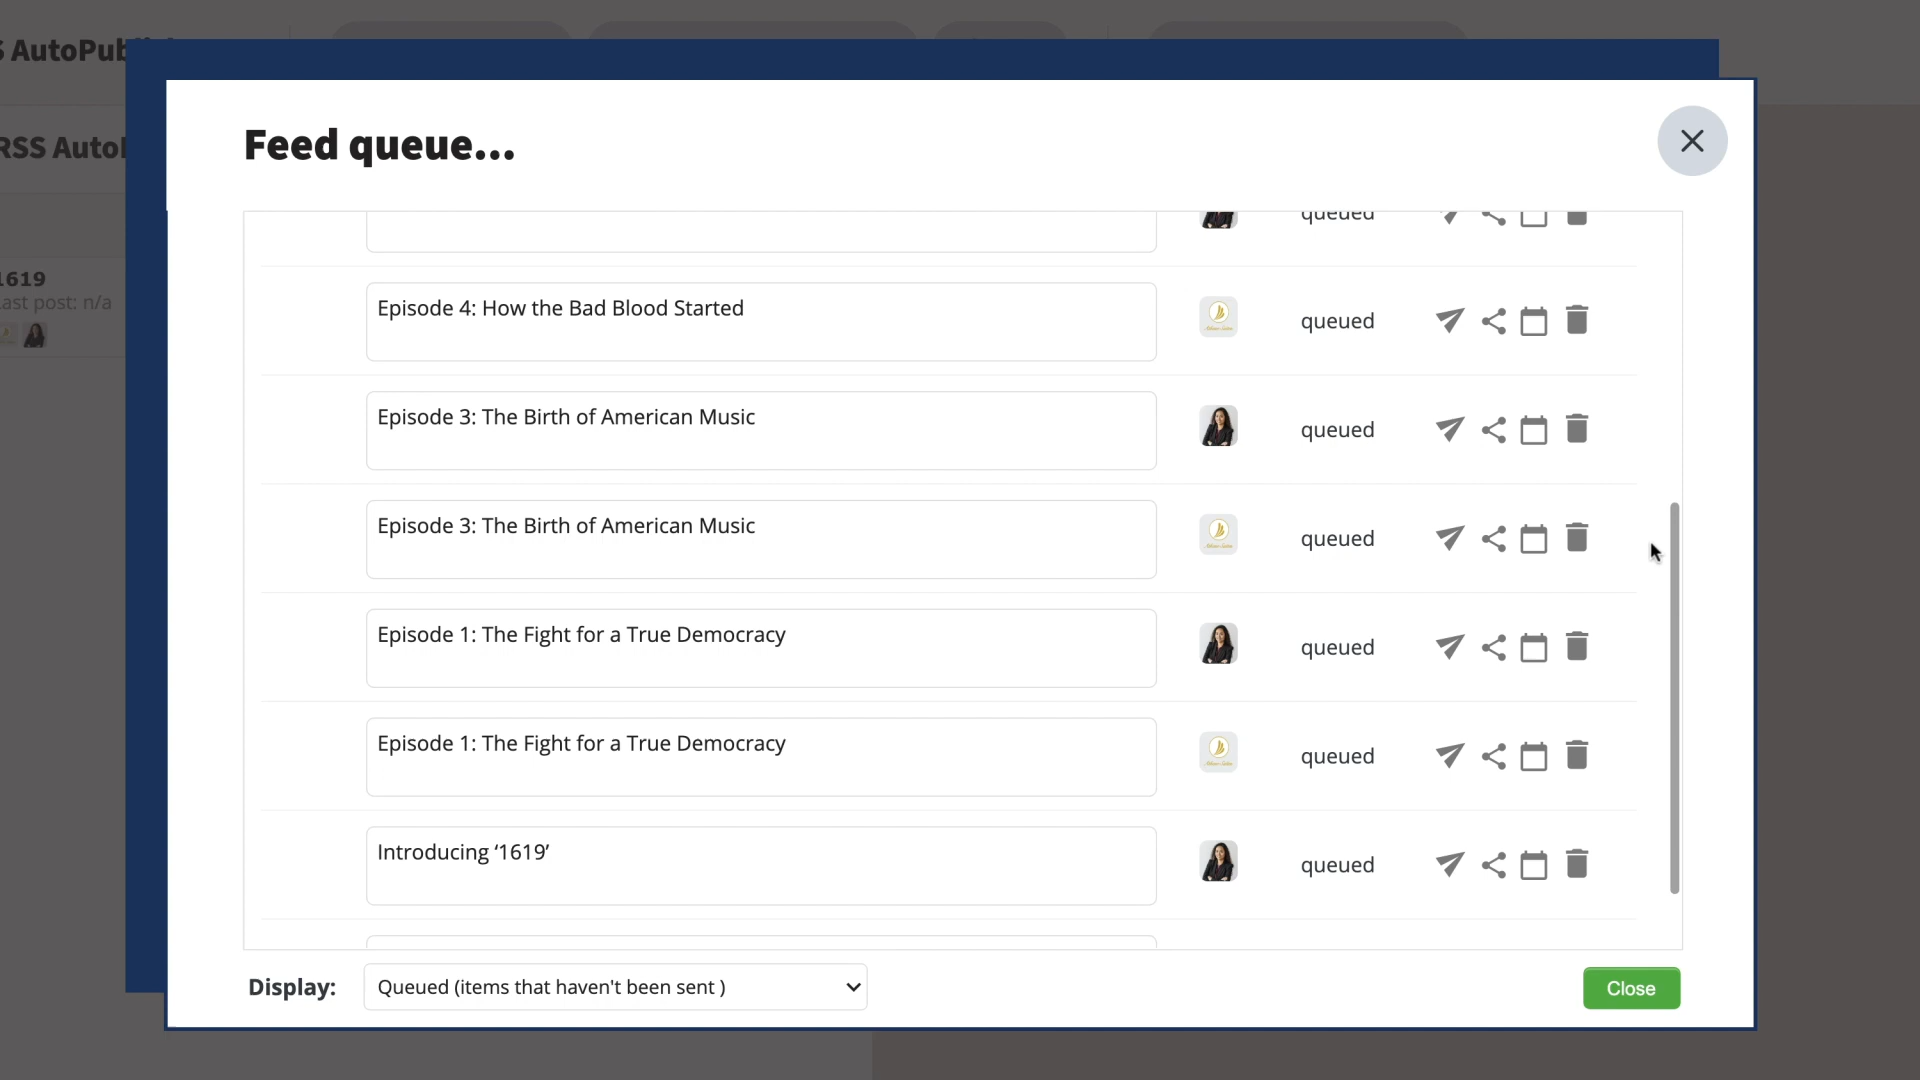 S AutoPubli
RSS Auto
1619
ast post: n/a
Feed queue...
queued
Episode 4: How the Bad Blood Started
queued
Episode 3: The Birth of American Music
queued
Episode 3: The Birth of American Music
queued
Episode 1: The Fight for a True Democracy
queued
Episode 1: The Fight for a True Democracy
queued
Introducing ‘1619’
queued
Display:
Queued (items that haven't been sent )
Close